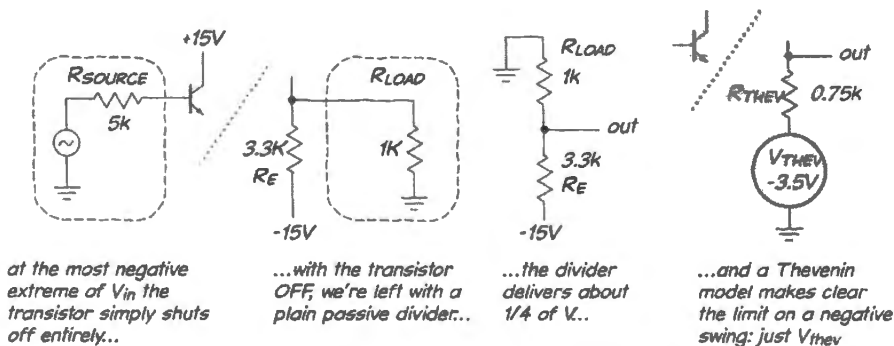 +15V
RSOURCE
5k
3.3K
RE
-15V
RLOAD
1K
RLOAD
1k
out
3.3k
RE
-15V
out
RTHEV
0.75k
VTHEV
-3.5V
at the most negative
extreme of Vin the
transistor simply shuts
off entirely...
...with the transistor
OFF, we're left with a
plain passive divider...
...the divider
delivers about
1/4 of V...
...and a Thevenin
model makes clear
the limit on a negative
swing: just Vthev